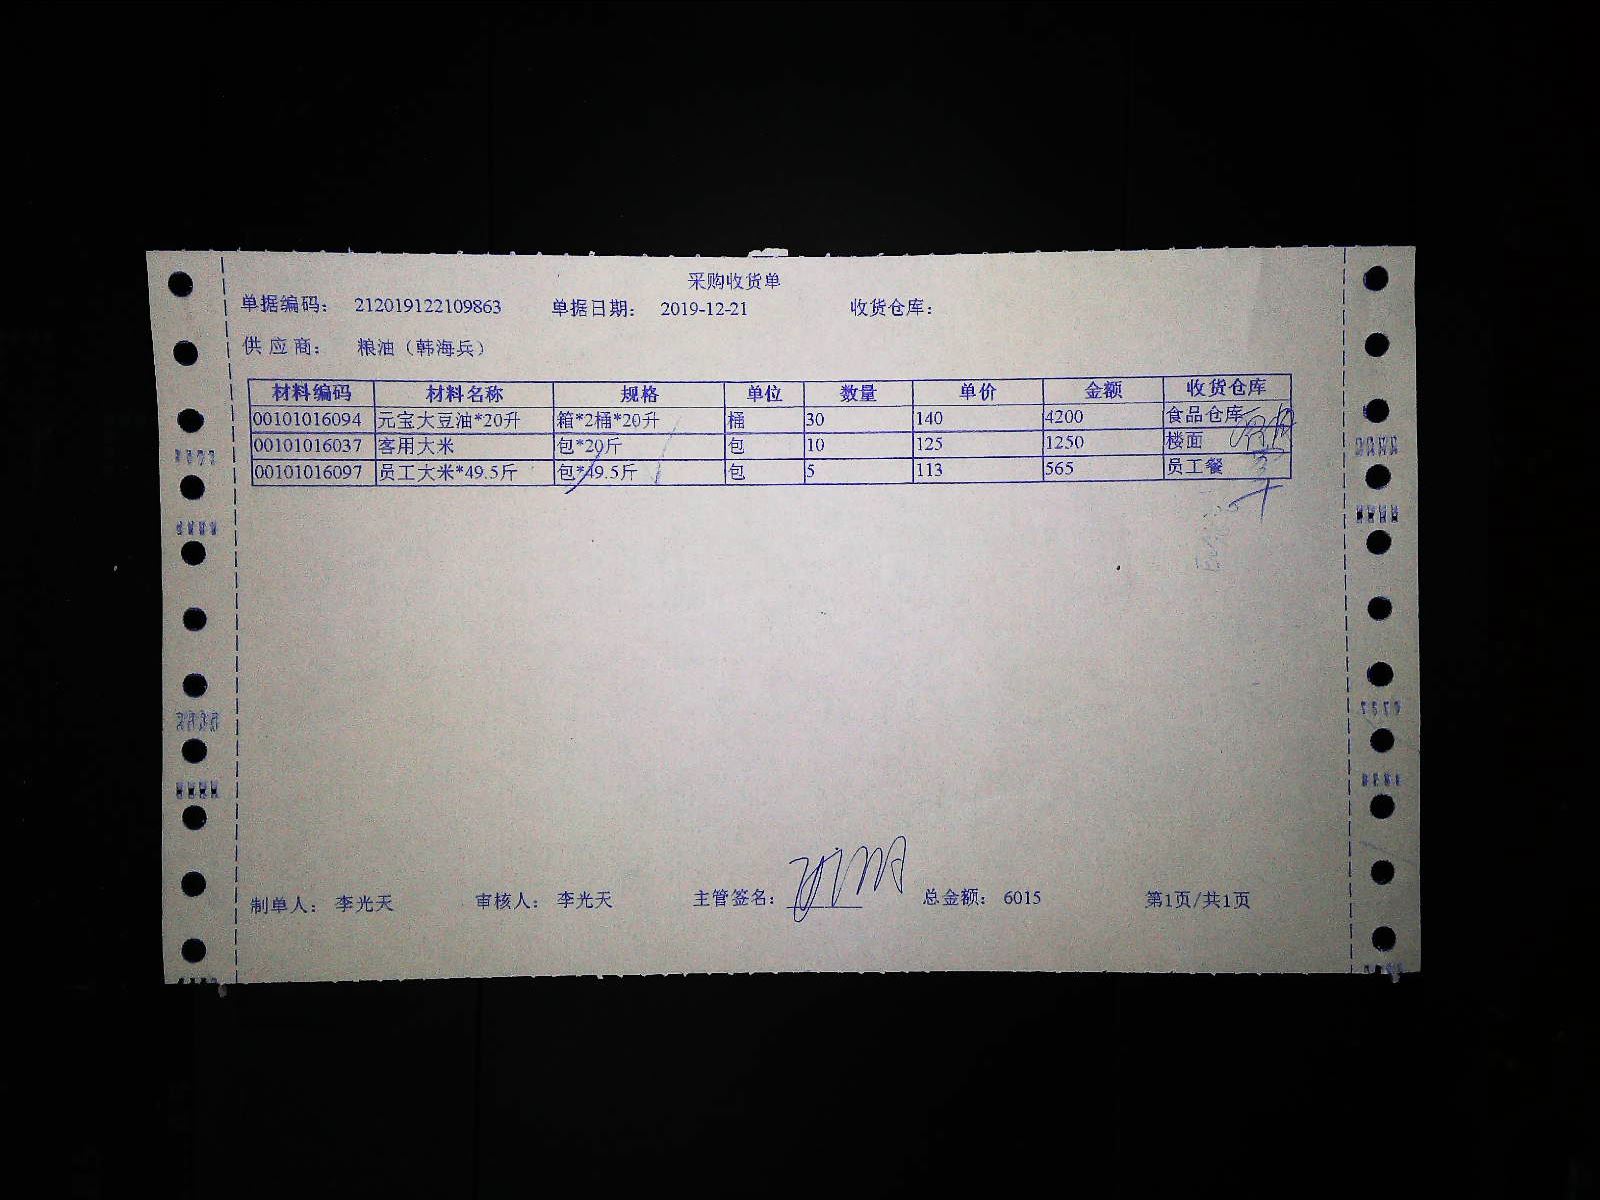 采购收货单
单据编码： 212019122109863 单据日期： 2019-12-21 收货仓库：
供应商： 粮油（韩海兵）
材料编码 材料名称 规格 单位 数量 单价 金额 收货仓库
00101016094 元宝大豆油*20升 箱*2桶*20升 桶 30 140 4200 食品仓库
00101016037 客用大米 包*20斤 包 10 125 1250 楼面
00101016097 员工大米*49.5斤 包*49.5斤 包 5 113 565 员工餐
制单人： 李光天 审核人： 李光天 主管签名： 总金额： 6015 第1页/共1页